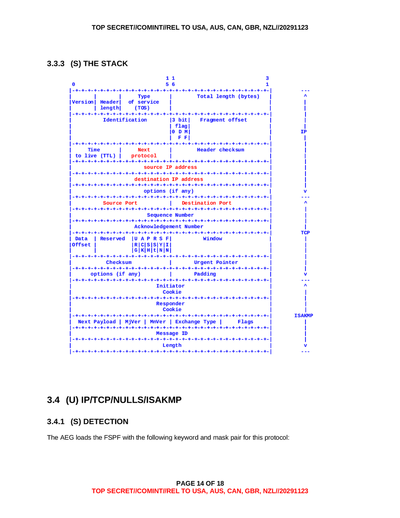 TOP SECRET//COMINT//REL TO USA, AUS, CAN, GBR, NZL//20291123
3.3.3 (S) THE STACK
1 1 3
0 5 6 1
|-+-+-+-+-+-+-+-+-+-+-+-+-+-+-+-+-+-+-+-+-+-+-+-+-+-+-+-+-+-+-+-| ---
| | | Type | Total length (bytes) | ^
|Version| Header| of service | | |
| | length| (TOS) | | |
|-+-+-+-+-+-+-+-+-+-+-+-+-+-+-+-+-+-+-+-+-+-+-+-+-+-+-+-+-+-+-+-| |
| Identification |3 bit| Fragment offset | |
| | flag| | |
| |0 D M| | IP
| | F F| | |
|-+-+-+-+-+-+-+-+-+-+-+-+-+-+-+-+-+-+-+-+-+-+-+-+-+-+-+-+-+-+-+-| |
| Time | Next | Header checksum | |
| to live (TTL) | protocol | | |
|-+-+-+-+-+-+-+-+-+-+-+-+-+-+-+-+-+-+-+-+-+-+-+-+-+-+-+-+-+-+-+-| |
| source IP address | |
|-+-+-+-+-+-+-+-+-+-+-+-+-+-+-+-+-+-+-+-+-+-+-+-+-+-+-+-+-+-+-+-| |
| destination IP address | |
|-+-+-+-+-+-+-+-+-+-+-+-+-+-+-+-+-+-+-+-+-+-+-+-+-+-+-+-+-+-+-+-| |
| options (if any) | v
|-+-+-+-+-+-+-+-+-+-+-+-+-+-+-+-+-+-+-+-+-+-+-+-+-+-+-+-+-+-+-+-| ---
| Source Port | Destination Port | ^
|-+-+-+-+-+-+-+-+-+-+-+-+-+-+-+-+-+-+-+-+-+-+-+-+-+-+-+-+-+-+-+-| |
| Sequence Number | |
|-+-+-+-+-+-+-+-+-+-+-+-+-+-+-+-+-+-+-+-+-+-+-+-+-+-+-+-+-+-+-+-| |
| Acknowledgement Number | |
|-+-+-+-+-+-+-+-+-+-+-+-+-+-+-+-+-+-+-+-+-+-+-+-+-+-+-+-+-+-+-+-| TCP
| Data | Reserved |U A P R S F| Window | |
|Offset | |R|C|S|S|Y|I| | |
| | |G|K|H|T|N|N| | |
|-+-+-+-+-+-+-+-+-+-+-+-+-+-+-+-+-+-+-+-+-+-+-+-+-+-+-+-+-+-+-+-| |
| Checksum | Urgent Pointer | |
|-+-+-+-+-+-+-+-+-+-+-+-+-+-+-+-+-+-+-+-+-+-+-+-+-+-+-+-+-+-+-+-| |
| options (if any) | Padding | v
|-+-+-+-+-+-+-+-+-+-+-+-+-+-+-+-+-+-+-+-+-+-+-+-+-+-+-+-+-+-+-+-| ---
| Initiator | ^
| Cookie | |
|-+-+-+-+-+-+-+-+-+-+-+-+-+-+-+-+-+-+-+-+-+-+-+-+-+-+-+-+-+-+-+-| |
| Responder | |
| Cookie | |
|-+-+-+-+-+-+-+-+-+-+-+-+-+-+-+-+-+-+-+-+-+-+-+-+-+-+-+-+-+-+-+-| ISAKMP
| Next Payload | MjVer | MnVer | Exchange Type | Flags | |
|-+-+-+-+-+-+-+-+-+-+-+-+-+-+-+-+-+-+-+-+-+-+-+-+-+-+-+-+-+-+-+-| |
| Message ID | |
|-+-+-+-+-+-+-+-+-+-+-+-+-+-+-+-+-+-+-+-+-+-+-+-+-+-+-+-+-+-+-+-| |
| Length | v
|-+-+-+-+-+-+-+-+-+-+-+-+-+-+-+-+-+-+-+-+-+-+-+-+-+-+-+-+-+-+-+-| ---
3.4 (U) IP/TCP/NULLS/ISAKMP
3.4.1 (S) DETECTION
The AEG loads the FSPF with the following keyword and mask pair for this protocol:
PAGE 14 OF 18
TOP SECRET//COMINT//REL TO USA, AUS, CAN, GBR, NZL//20291123